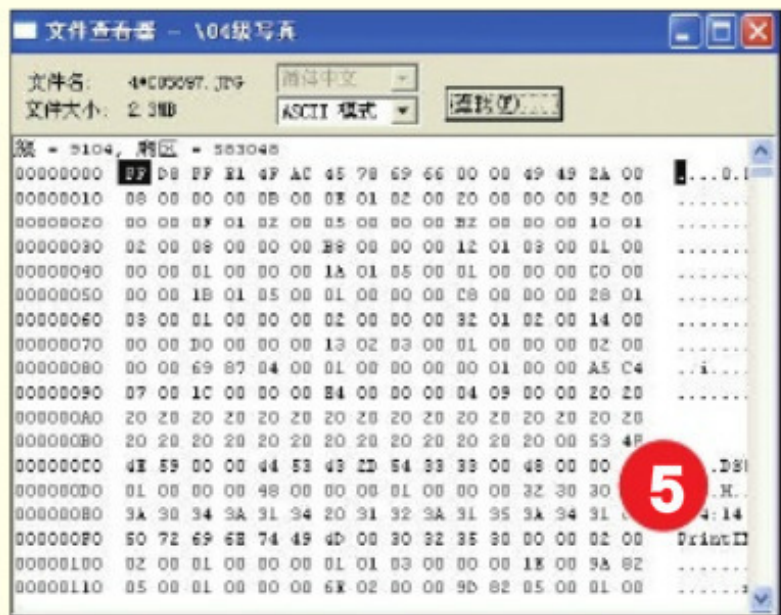 文件查看器 - \04级写真
文件名: 4*C05697.JPG 简体中文
文件大小: 2.3MB ASCII 模式 查找(F)...
簇 = 9104, 扇区 = 583048
00000000 FF D8 FF E1 4F AC 45 78 69 66 00 00 49 49 2A 00
00000010 08 00 00 00 0B 00 0E 01 02 00 20 00 00 00 92 00
00000020 00 00 0F 01 02 00 05 00 00 00 B2 00 00 00 10 01
00000030 02 00 08 00 00 00 B8 00 00 00 12 01 03 00 01 00
00000040 00 00 01 00 00 00 1A 01 05 00 01 00 00 00 C0 00
00000050 00 00 1B 01 05 00 01 00 00 00 C8 00 00 00 28 01
00000060 03 00 01 00 00 00 02 00 00 00 32 01 02 00 14 00
00000070 00 00 D0 00 00 00 13 02 03 00 01 00 00 00 02 00
00000080 00 00 69 87 04 00 01 00 00 00 00 01 00 00 A5 C4 ..i.....
00000090 07 00 1C 00 00 00 E4 00 00 00 04 09 00 00 20 20
000000A0 20 20 20 20 20 20 20 20 20 20 20 20 20 20 20 20
000000B0 20 20 20 20 20 20 20 20 20 20 20 20 20 00 53 4F
000000C0 4E 59 00 00 44 53 43 2D 54 33 33 00 48 00 00 .DS
000000D0 01 00 00 00 48 00 00 00 01 00 00 00 32 30 30 .H.
000000E0 3A 30 34 3A 31 34 20 31 32 3A 31 35 3A 34 31 4:14
000000F0 50 72 69 6E 74 49 4D 00 30 32 35 30 00 00 02 00 PrintI
00000100 02 00 01 00 00 00 01 01 03 00 00 00 1E 00 9A 82
00000110 05 00 01 00 00 00 6E 02 00 00 9D 82 05 00 01 00
5